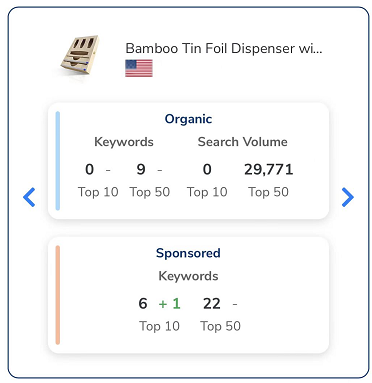 Bamboo Tin Foil Dispenser wi...
Organic
Keywords Search Volume
0 - 9 - 0 29,771
Top 10 Top 50 Top 10 Top 50
Sponsored
Keywords
6 + 1 22 -
Top 10 Top 50